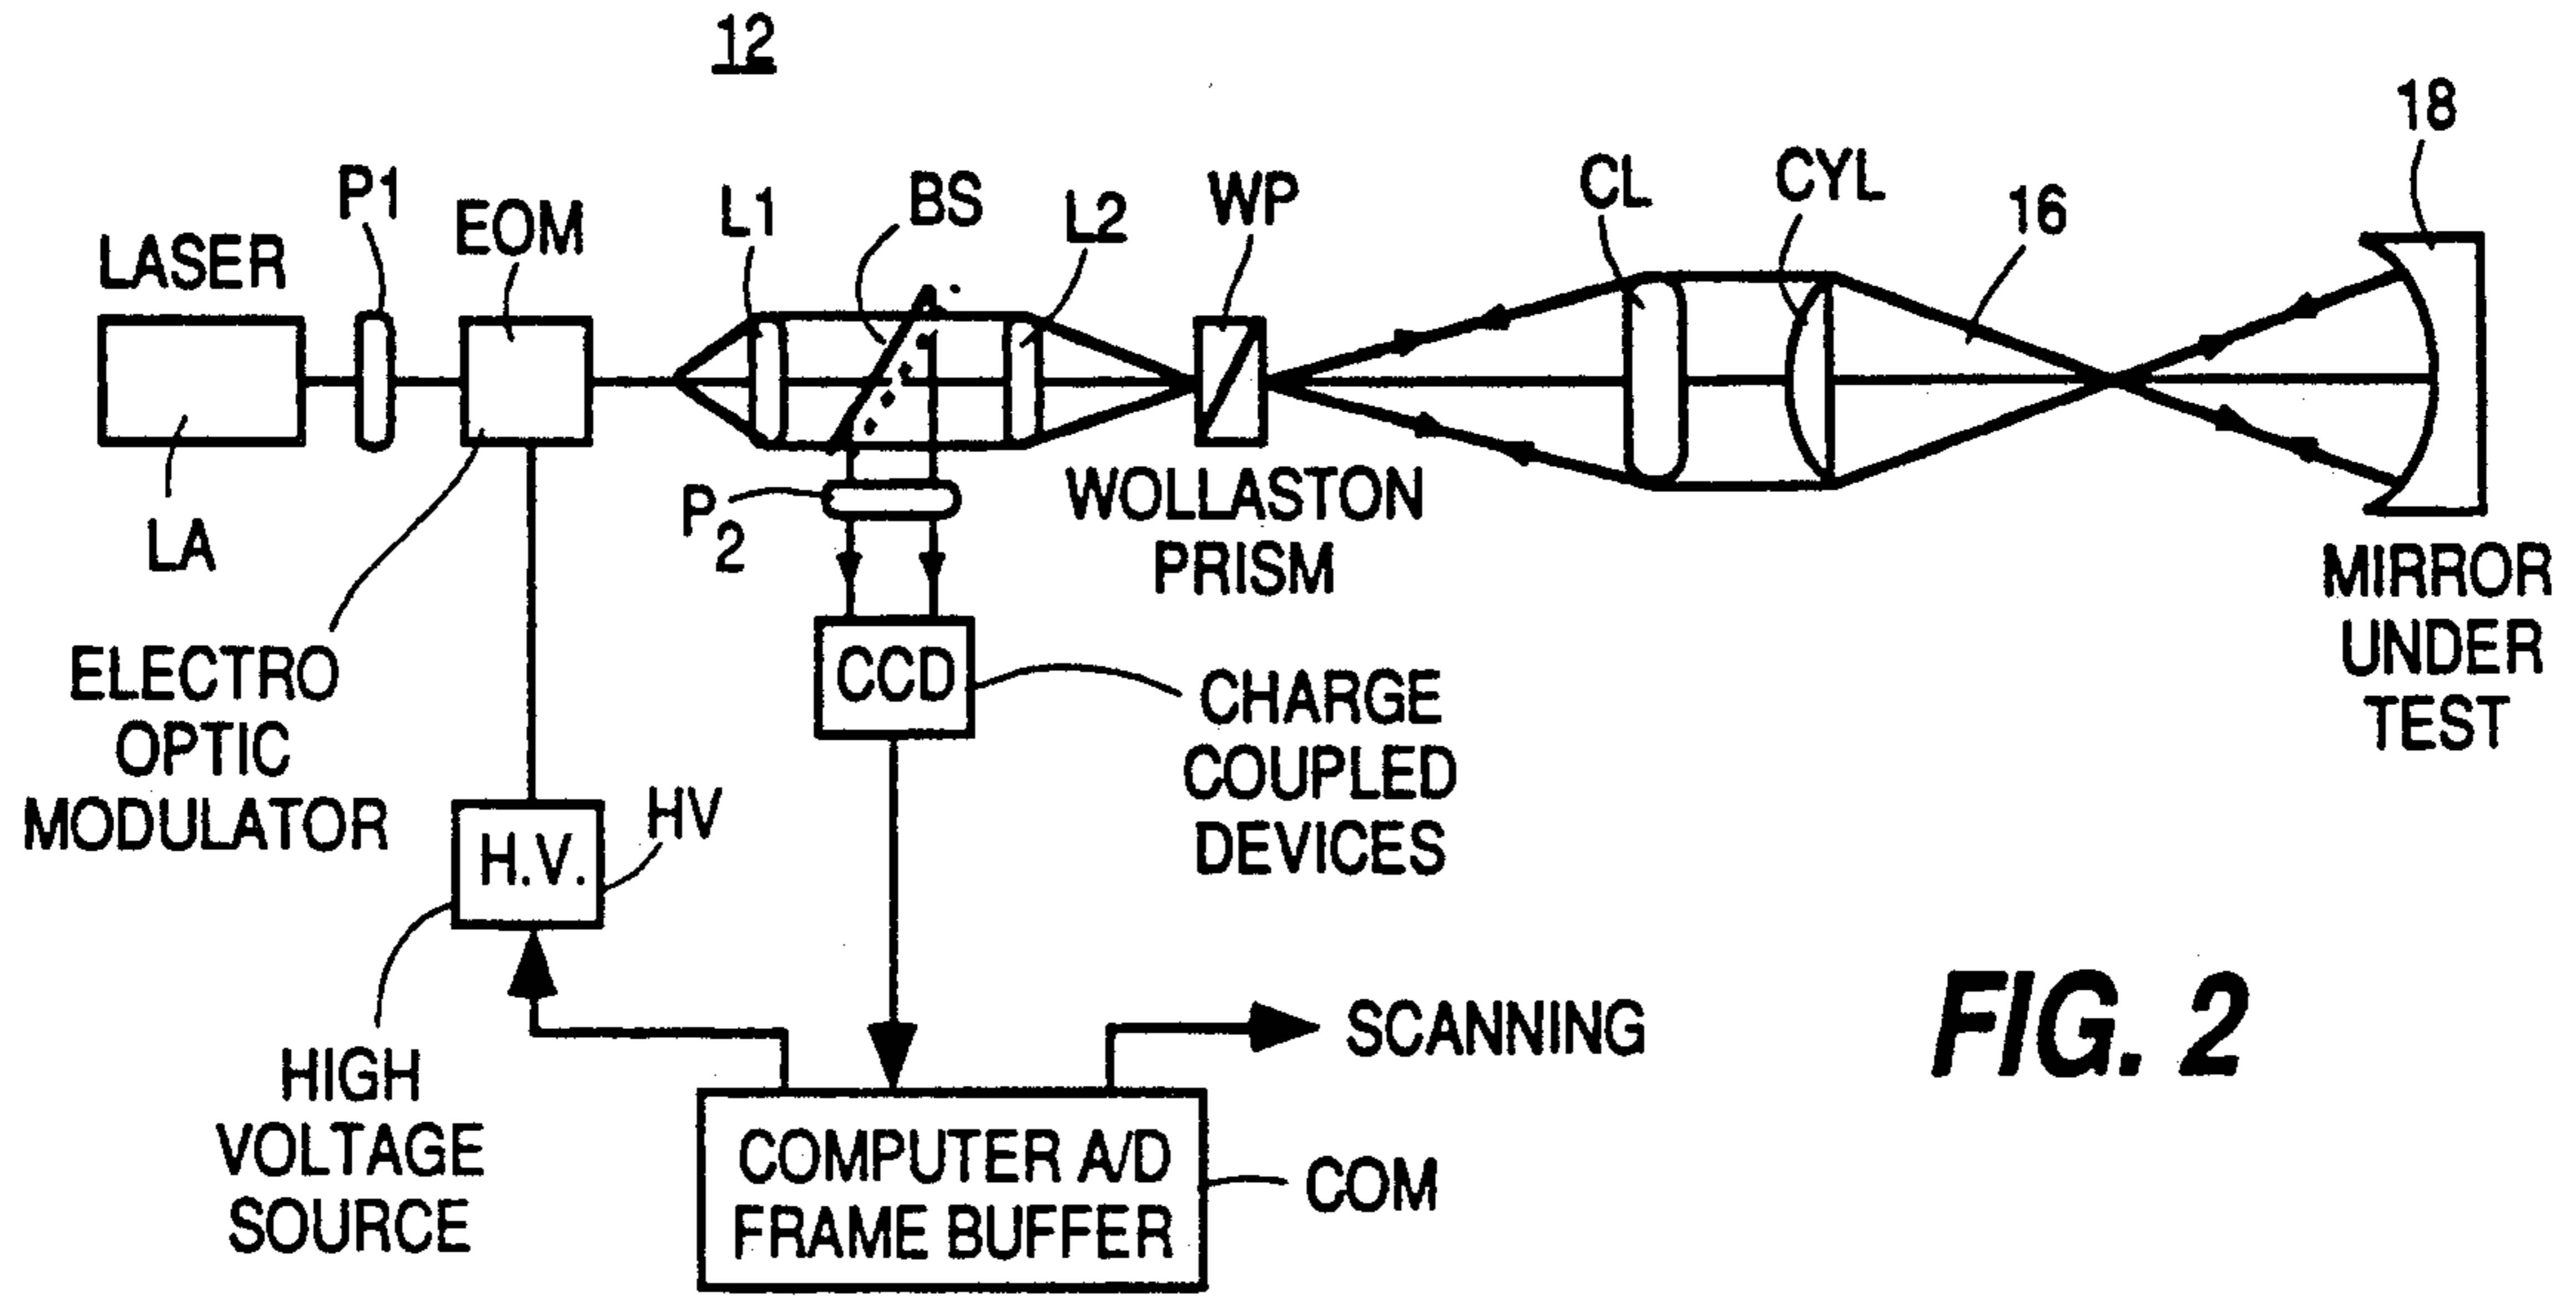 12
18
P1
EOM
L1
BS
L2
WP
CL
CYL
16
LASER
LA
P2
WOLLASTON
PRISM
MIRROR
UNDER
TEST
ELECTRO
OPTIC
MODULATOR
CCD
CHARGE
COUPLED
DEVICES
H.V.
HV
HIGH
VOLTAGE
SOURCE
SCANNING
COMPUTER A/D
FRAME BUFFER
COM
FIG. 2